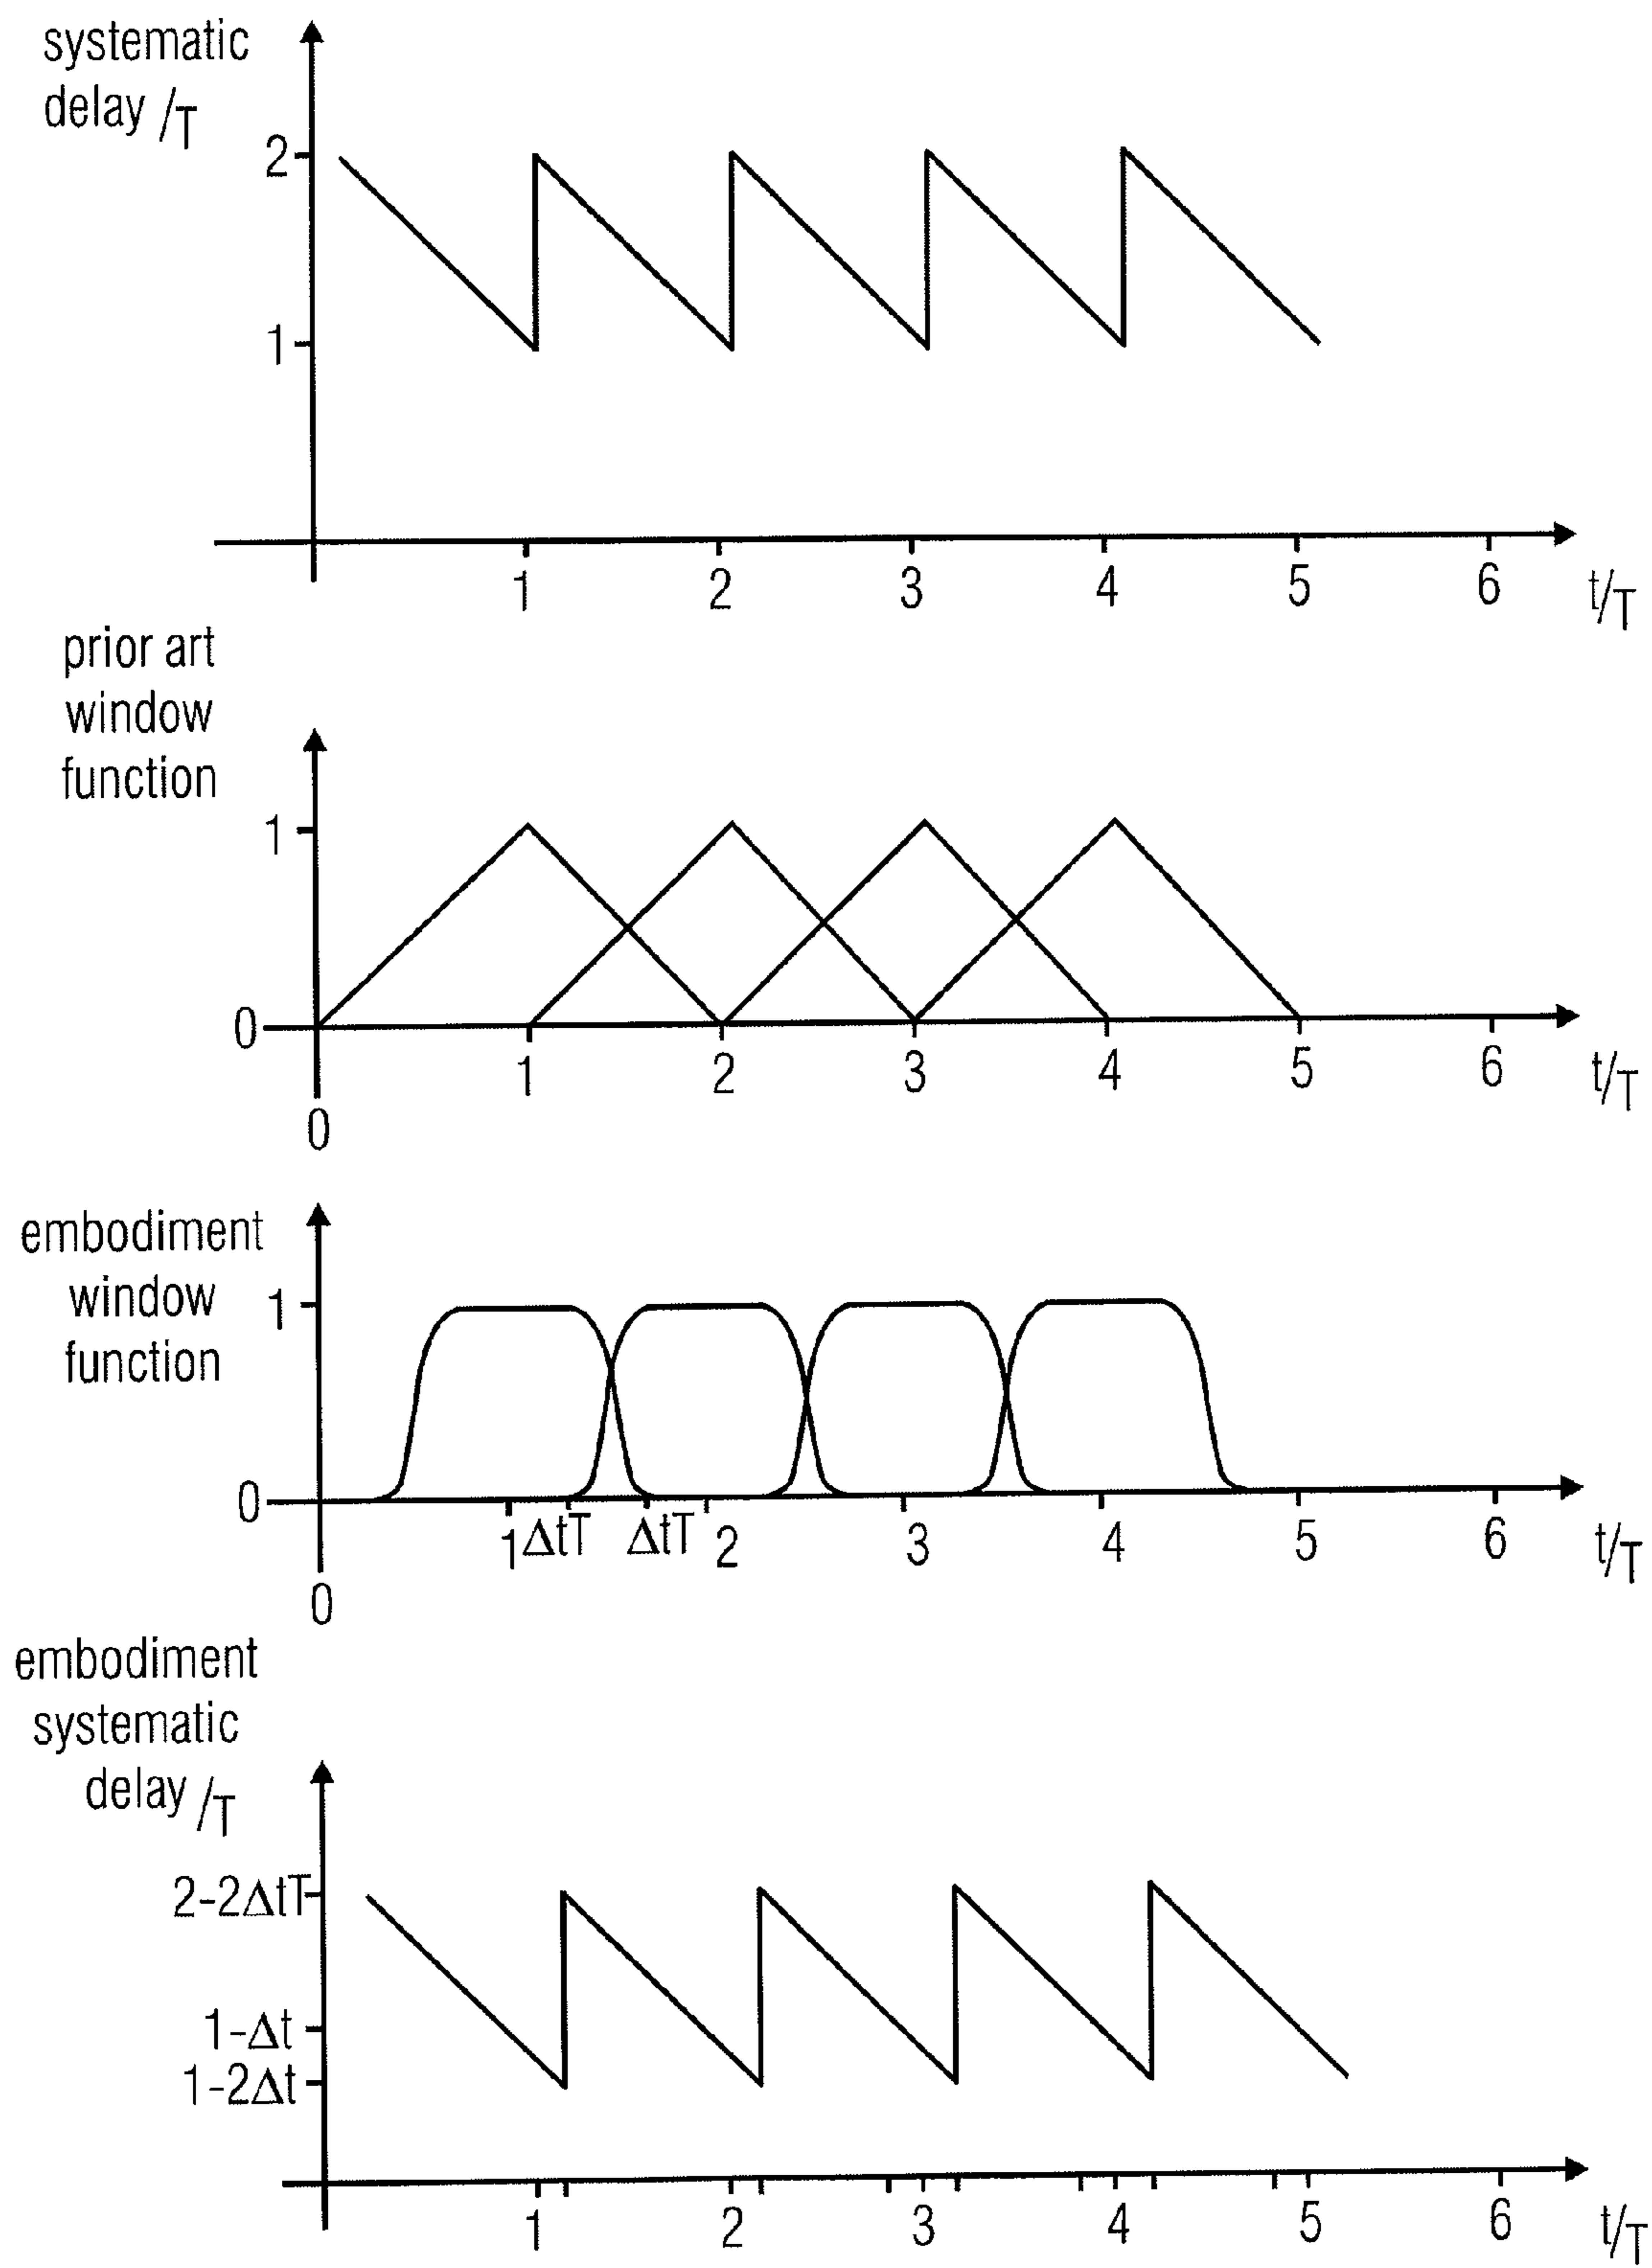 systematic
delay /T
2
1
1 2 3 4 5 6 t/T
prior art
window
function
1
0
1 2 3 4 5 6 t/T
0
embodiment
window
function
1
0
1 ΔtT ΔtT 2 3 4 5 6 t/T
0
embodiment
systematic
delay /T
2-2ΔtT
1-Δt
1-2Δt
1 2 3 4 5 6 t/T